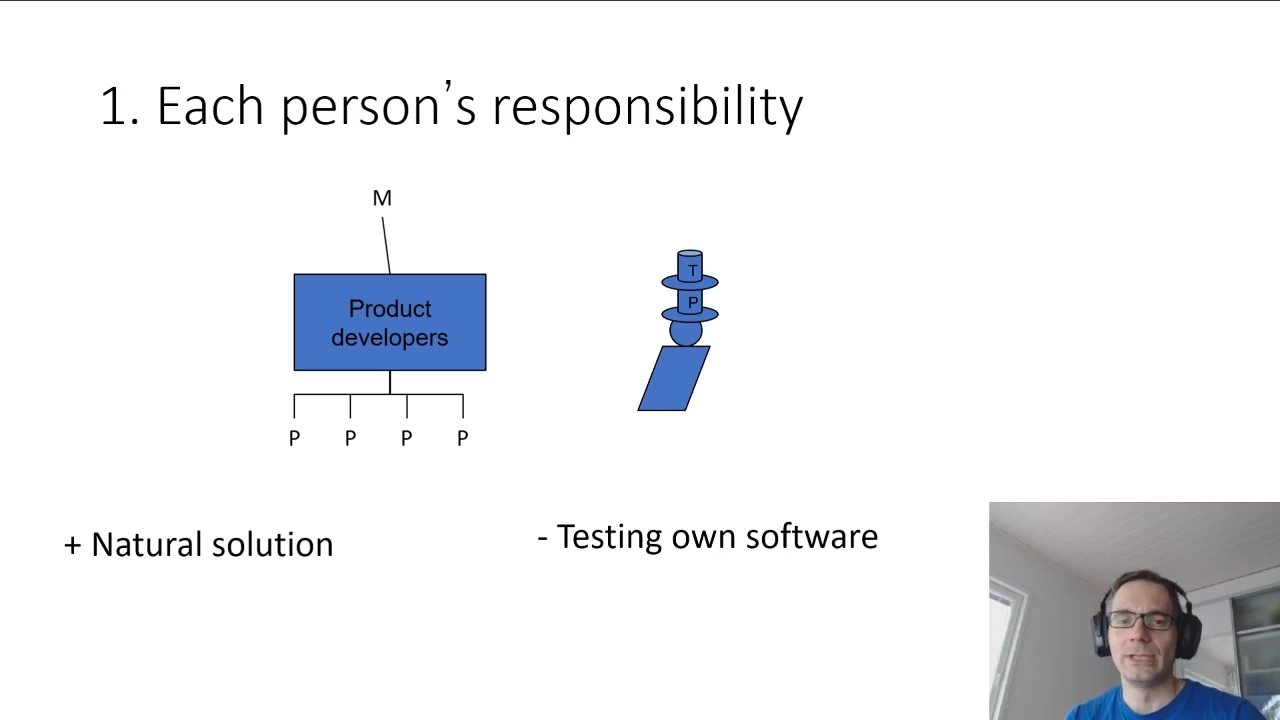 1. Each person's responsibility
M
Product
developers
P P P P
T
P
+ Natural solution
- Testing own software